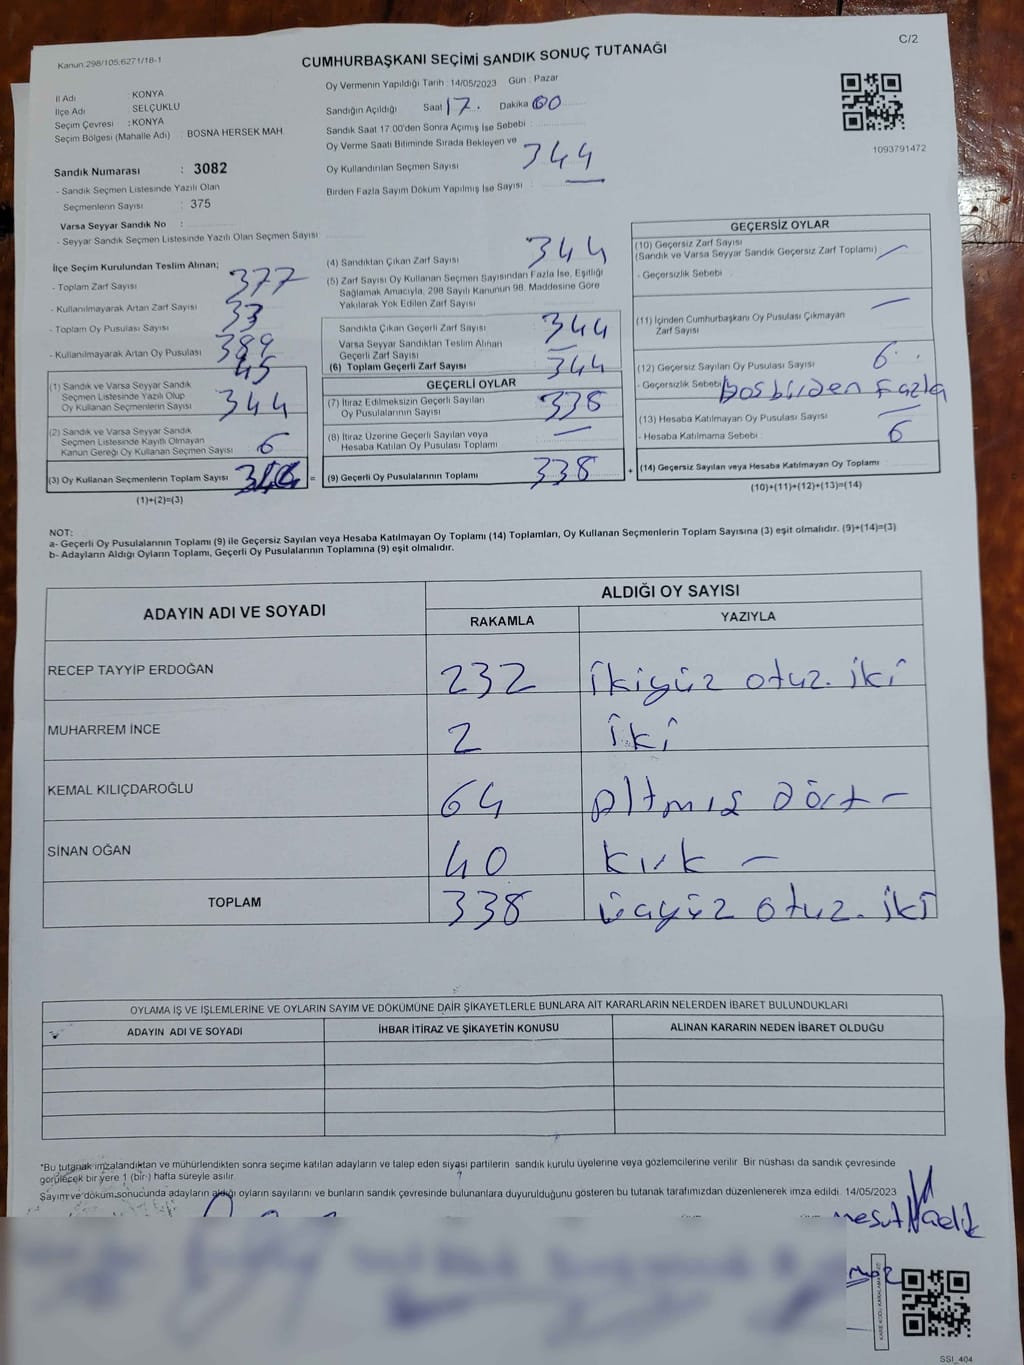 Kanun:298/105,6271/18-1
C/2
CUMHURBAŞKANI SEÇİMİ SANDIK SONUÇ TUTANAĞI
Oy Vermenin Yapıldığı Tarih : 14/05/2023 Gün : Pazar
İl Adı : KONYA
İlçe Adı : SELÇUKLU
Seçim Çevresi : KONYA
Seçim Bölgesi (Mahalle Adı) : BOSNA HERSEK MAH.
Sandığın Açıldığı Saat 17. Dakika 00
Sandık Saat 17.00'den Sonra Açımış İse Sebebi :
Oy Verme Saati Bitiminde Sırada Bekleyen ve
Oy Kullandırılan Seçmen Sayısı : 344
Birden Fazla Sayım Döküm Yapılmış İse Sayısı :
1093791472
Sandık Numarası : 3082
- Sandık Seçmen Listesinde Yazılı Olan
Seçmenlerin Sayısı : 375
Varsa Seyyar Sandık No :
- Seyyar Sandık Seçmen Listesinde Yazılı Olan Seçmen Sayısı :
İlçe Seçim Kurulundan Teslim Alınan;
- Toplam Zarf Sayısı : 377
- Kullanılmayarak Artan Zarf Sayısı : 33
- Toplam Oy Pusulası Sayısı : 389
- Kullanılmayarak Artan Oy Pusulası : 45
(1) Sandık ve Varsa Seyyar Sandık
Seçmen Listesinde Yazılı Olup
Oy Kullanan Seçmenlerin Sayısı : 344
(2) Sandık ve Varsa Seyyar Sandık
Seçmen Listesinde Kayıtlı Olmayan
Kanun Gereği Oy Kullanan Seçmen Sayısı : 6
(3) Oy Kullanan Seçmenlerin Toplam Sayısı : =
(1)+(2)=(3)
(4) Sandıktan Çıkan Zarf Sayısı : 344
(5) Zarf Sayısı Oy Kullanan Seçmen Sayısından Fazla İse, Eşitliği
Sağlamak Amacıyla, 298 Sayılı Kanunun 98. Maddesine Göre
Yakılarak Yok Edilen Zarf Sayısı :
Sandıkta Çıkan Geçerli Zarf Sayısı : 344
Varsa Seyyar Sandıktan Teslim Alınan
Geçerli Zarf Sayısı : —
(6) Toplam Geçerli Zarf Sayısı : 344
GEÇERLİ OYLAR
(7) İtiraz Edilmeksizin Geçerli Sayılan
Oy Pusulalarının Sayısı : 338
(8) İtiraz Üzerine Geçerli Sayılan veya
Hesaba Katılan Oy Pusulalarının Toplamı : —
(9) Geçerli Oy Pusulalarının Toplamı : 338 +
GEÇERSİZ OYLAR
(10) Geçersiz Zarf Sayısı
(Sandık ve Varsa Seyyar Sandık Geçersiz Zarf Toplamı) : —
- Geçersizlik Sebebi :
(11) İçinden Cumhurbaşkanı Oy Pusulası Çıkmayan
Zarf Sayısı : —
(12) Geçersiz Sayılan Oy Pusulası Sayısı : 6
- Geçersizlik Sebebi : Boş birden Fazla
(13) Hesaba Katılmayan Oy Pusulası Sayısı : —
- Hesaba Katılmama Sebebi : 6
(14) Geçersiz Sayılan veya Hesaba Katılmayan Oy Toplamı :
(10)+(11)+(12)+(13)=(14)
NOT:
a- Geçerli Oy Pusulalarının Toplamı (9) ile Geçersiz Sayılan veya Hesaba Katılmayan Oy Toplamı (14) Toplamları, Oy Kullanan Seçmenlerin Toplam Sayısına (3) eşit olmalıdır. (9)+(14)=(3)
b- Adayların Aldığı Oyların Toplamı, Geçerli Oy Pusulalarının Toplamına (9) eşit olmalıdır.
ADAYIN ADI VE SOYADI
ALDIĞI OY SAYISI
RAKAMLA YAZIYLA
RECEP TAYYİP ERDOĞAN 232 ikiyüz otuz. iki
MUHARREM İNCE 2 iki
KEMAL KILIÇDAROĞLU 64 Altmış dört -
SİNAN OĞAN 40 kırk -
TOPLAM 338 üçyüz otuz. iki
OYLAMA İŞ VE İŞLEMLERİNE VE OYLARIN SAYIM VE DÖKÜMÜNE DAİR ŞİKAYETLERLE BUNLARA AİT KARARLARIN NELERDEN İBARET BULUNDUKLARI
ADAYIN ADI VE SOYADI İHBAR İTİRAZ VE ŞİKAYETİN KONUSU ALINAN KARARIN NEDEN İBARET OLDUĞU
*Bu tutanak imzalandıktan ve mühürlendikten sonra seçime katılan adayların ve talep eden siyasi partilerin sandık kurulu üyelerine veya gözlemcilerine verilir. Bir nüshası da sandık çevresinde
görülecek bir yere 1 (bir ) hafta süreyle asılır.
Sayım ve döküm sonucunda adayların aldığı oyların sayılarını ve bunların sandık çevresinde bulunanlara duyurulduğunu gösteren bu tutanak tarafımızdan düzenlenerek imza edildi. 14/05/2023
SSI_404